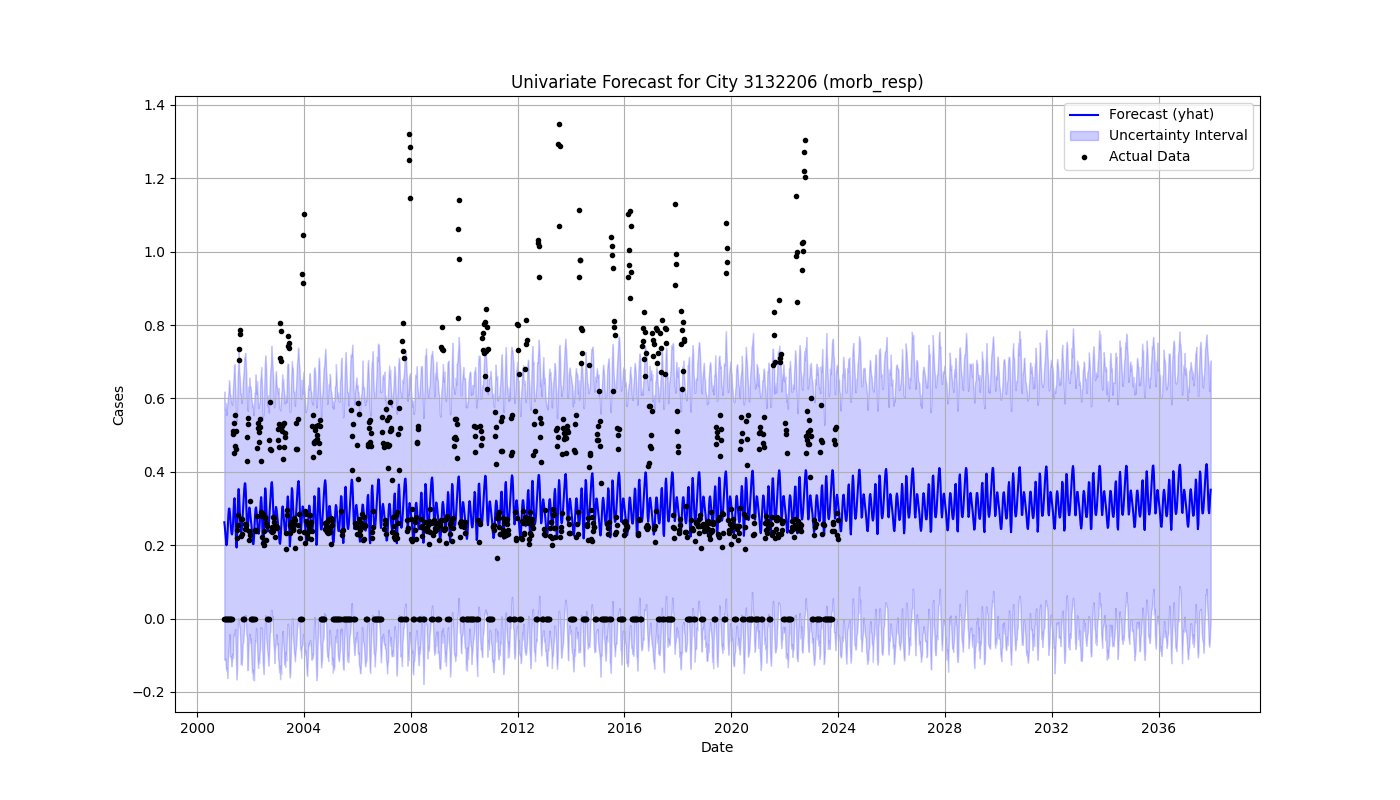 Univariate Forecast for City 3132206 (morb_resp)
Forecast (yhat)
Uncertainty Interval
Actual Data
Cases
1.4
1.2
1.0
0.8
0.6
0.4
0.2
0.0
−0.2
2000 2004 2008 2012 2016 2020 2024 2028 2032 2036
Date